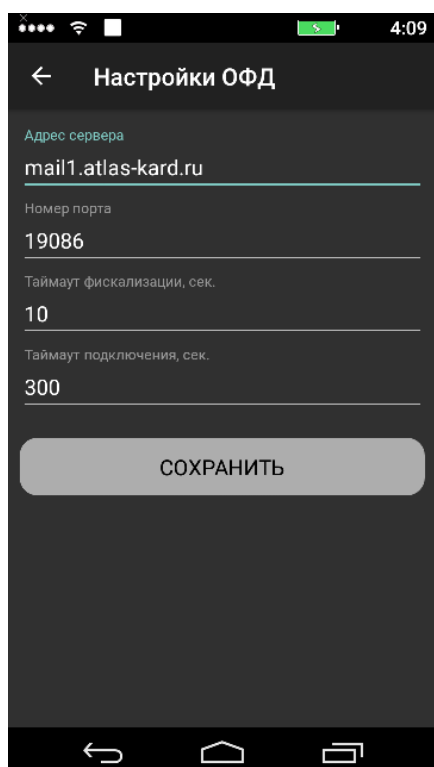 4:09
Настройки ОФД
Адрес сервера
mail1.atlas-kard.ru
Номер порта
19086
Таймаут фискализации, сек.
10
Таймаут подключения, сек.
300
СОХРАНИТЬ